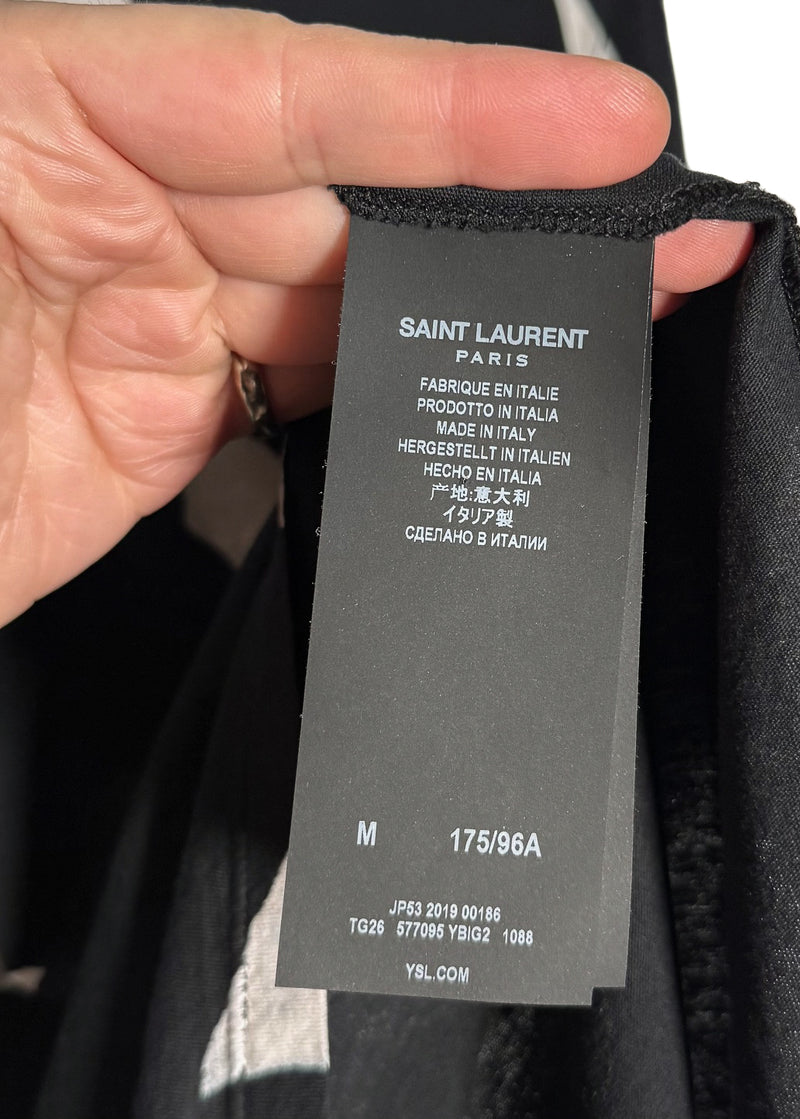 SAINT LAURENT
PARIS
FABRIQUE EN ITALIE
PRODOTTO IN ITALIA
MADE IN ITALY
HERGESTELLT IN ITALIEN
HECHO EN ITALIA
产地:意大利
イタリア製
СДЕЛАНО В ИТАЛИИ
M 175/96A
JP53 2019 00186
TG26 577095 YBIG2 1088
YSL.COM